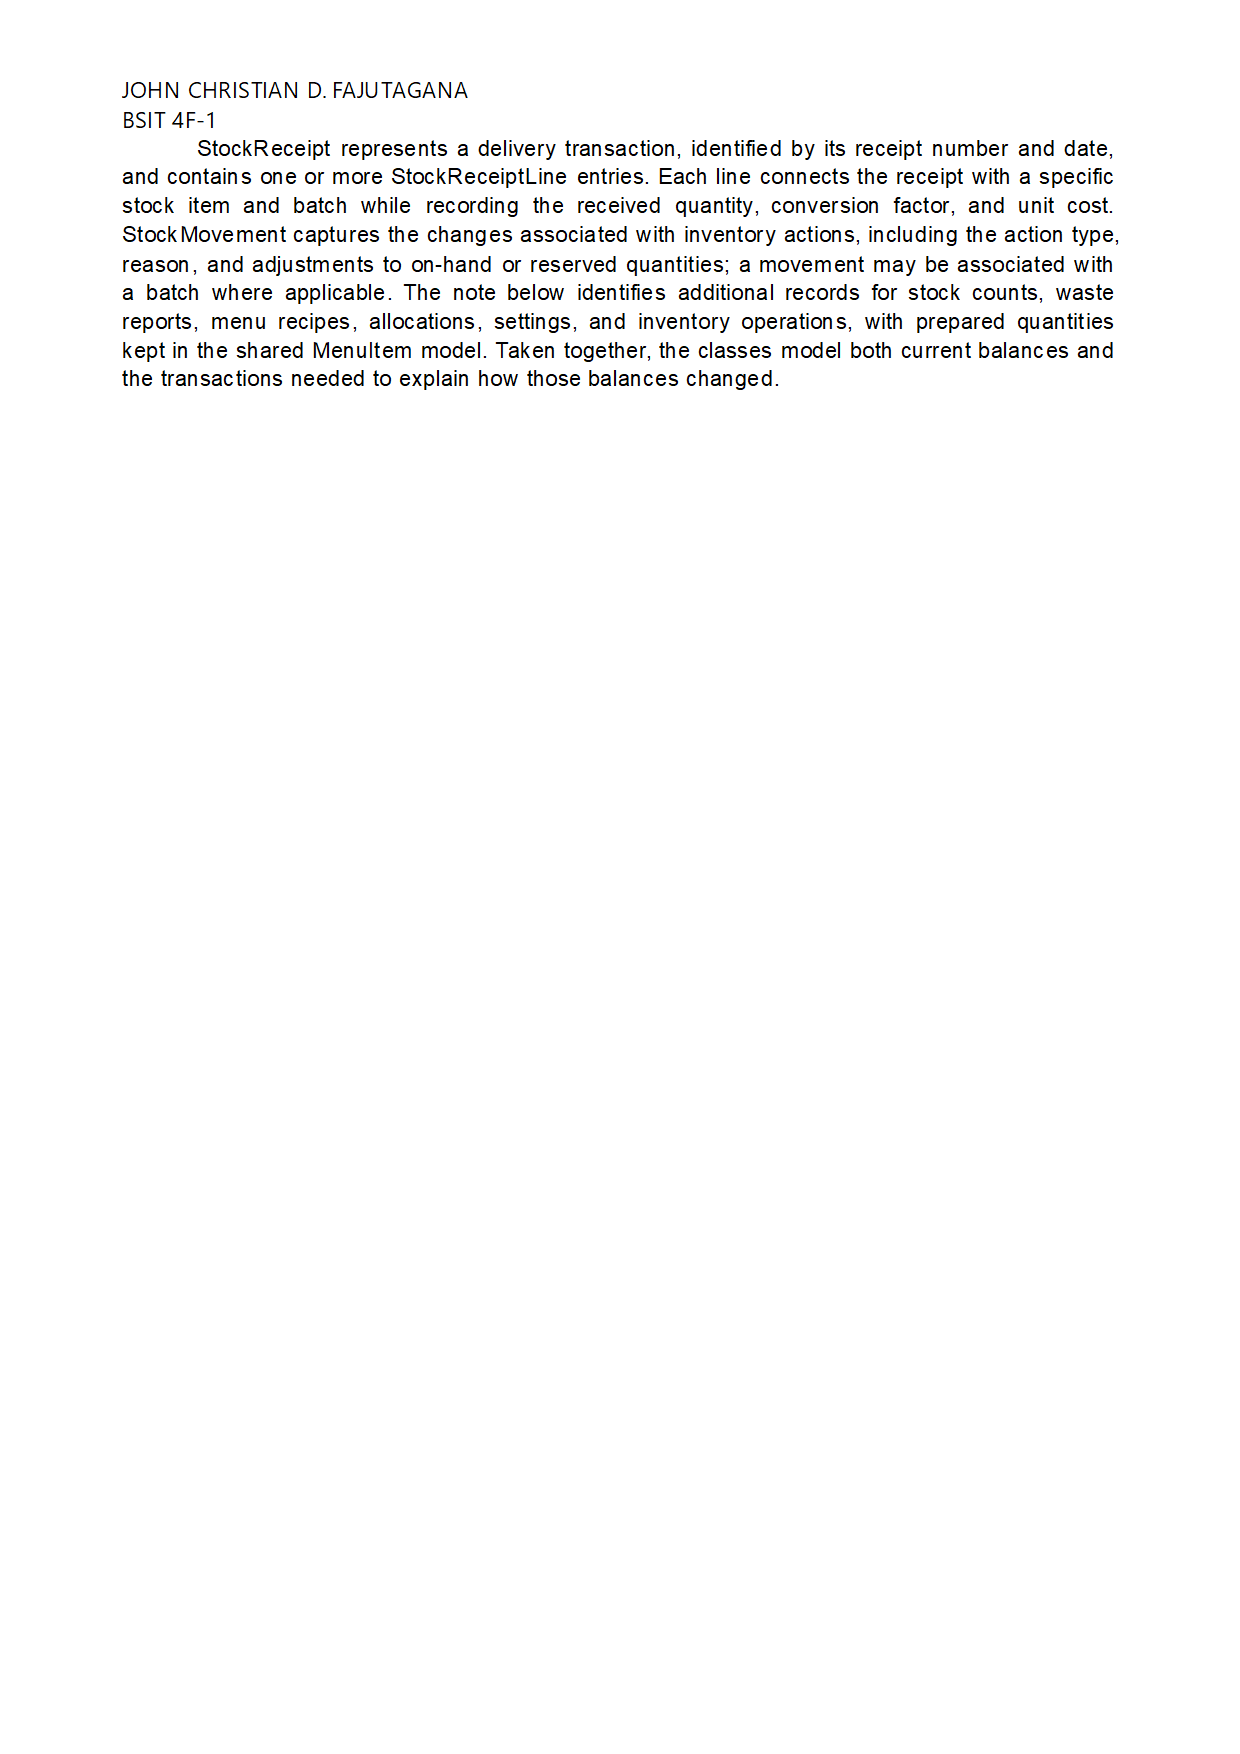 JOHN CHRISTIAN D. FAJUTAGANA
BSIT 4F-1
StockReceipt represents a delivery transaction, identified by its receipt number and date,
and contains one or more StockReceiptLine entries. Each line connects the receipt with a specific
stock item and batch while recording the received quantity, conversion factor, and unit cost.
StockMovement captures the changes associated with inventory actions, including the action type,
reason, and adjustments to on-hand or reserved quantities; a movement may be associated with
a batch where applicable. The note below identifies additional records for stock counts, waste
reports, menu recipes, allocations, settings, and inventory operations, with prepared quantities
kept in the shared MenuItem model. Taken together, the classes model both current balances and
the transactions needed to explain how those balances changed.